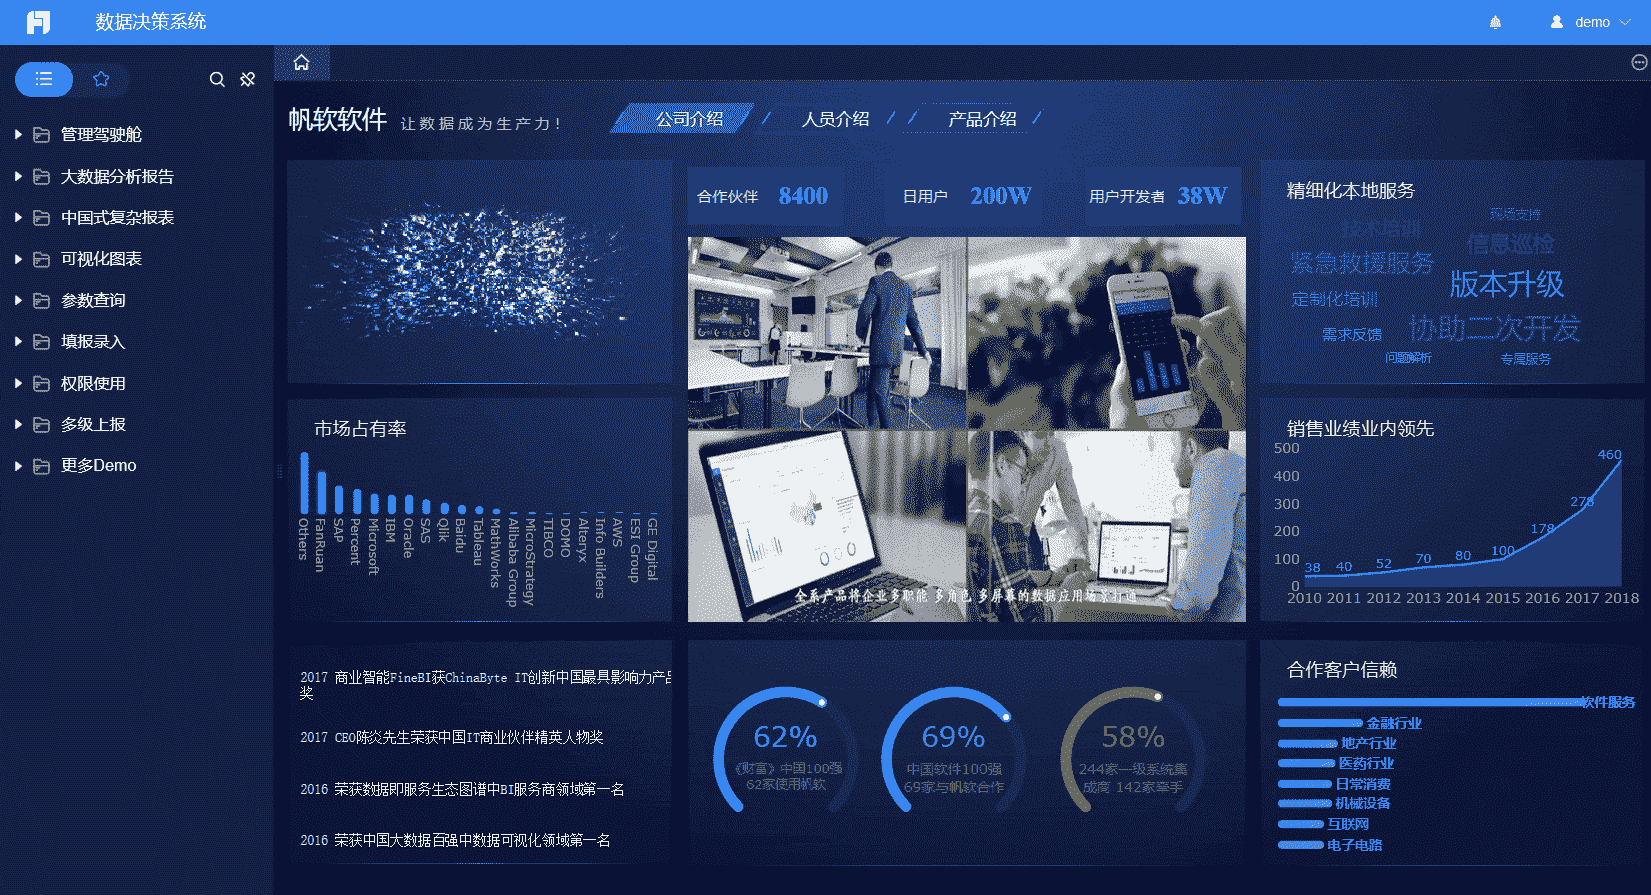 数据决策系统
demo
管理驾驶舱
大数据分析报告
中国式复杂报表
可视化图表
参数查询
填报录入
权限使用
多级上报
更多Demo
帆软软件
让数据成为生产力!
公司介绍
人员介绍
产品介绍
合作伙伴 8400
日用户 200W
用户开发者 38W
全系产品将企业多职能 多角色 多屏幕的数据应用场景打通
精细化本地服务
现场支持
技术培训
信息巡检
紧急救援服务
版本升级
定制化培训
协助二次开发
需求反馈
问题解析
专属服务
市场占有率
Others
FanRuan
SAP
Percent
Microsoft
IBM
Oracle
SAS
Qlik
Baidu
Tableau
MathWorks
Alibaba Group
MicroStrategy
TIBCO
DOMO
Alteryx
Info Builders
AWS
ESI Group
GE Digital
销售业绩业内领先
500
400
300
200
100
0
38
40
52
70
80
100
178
278
460
2010 2011 2012 2013 2014 2015 2016 2017 2018
2017 商业智能FineBI获ChinaByte IT创新中国最具影响力产品
奖
2017 CEO陈炎先生荣获中国IT商业伙伴精英人物奖
2016 荣获数据即服务生态图谱中BI服务商领域第一名
2016 荣获中国大数据百强中数据可视化领域第一名
62%
《财富》中国100强
62家使用帆软
69%
中国软件100强
69家与帆软合作
58%
244家一级系统集
成商 142家牵手
合作客户信赖
软件服务
金融行业
地产行业
医药行业
日常消费
机械设备
互联网
电子电路